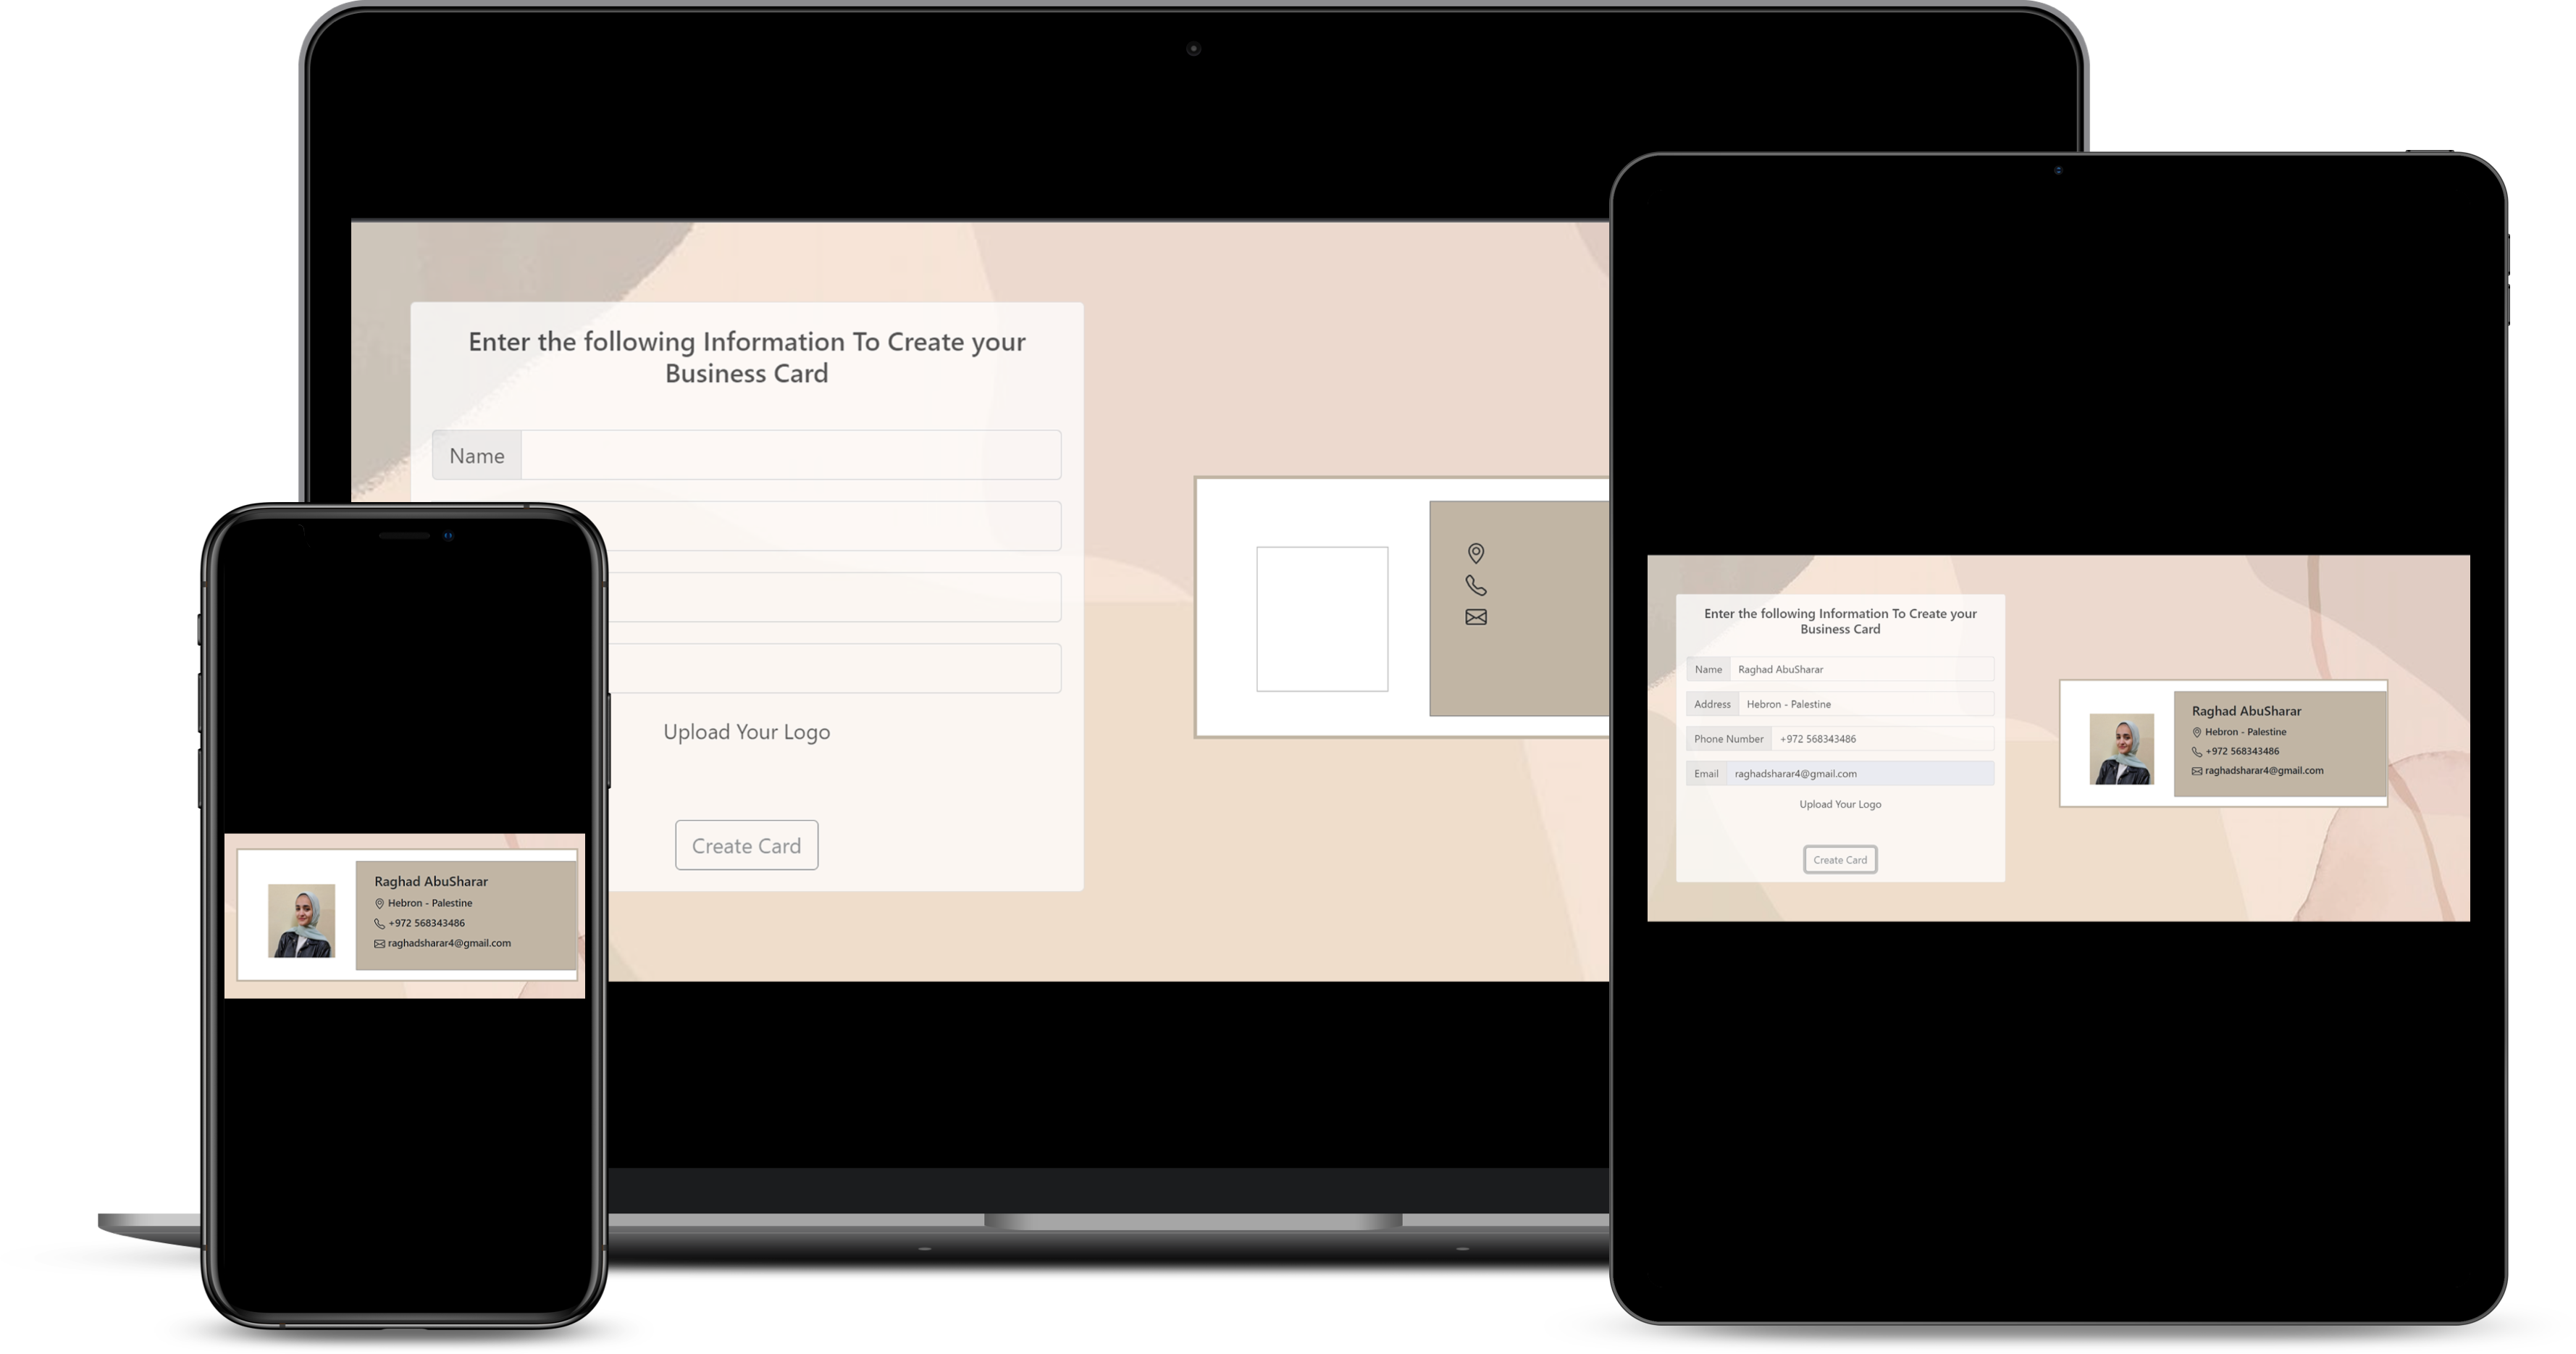 Enter the following Information To Create your
Business Card
Name
Upload Your Logo
Create Card
Raghad AbuSharar
Hebron - Palestine
+972 568343486
raghadsharar4@gmail.com
Enter the following Information To Create your
Business Card
Name Raghad AbuSharar
Address Hebron - Palestine
Phone Number +972 568343486
Email raghadsharar4@gmail.com
Upload Your Logo
Create Card
Raghad AbuSharar
Hebron - Palestine
+972 568343486
raghadsharar4@gmail.com